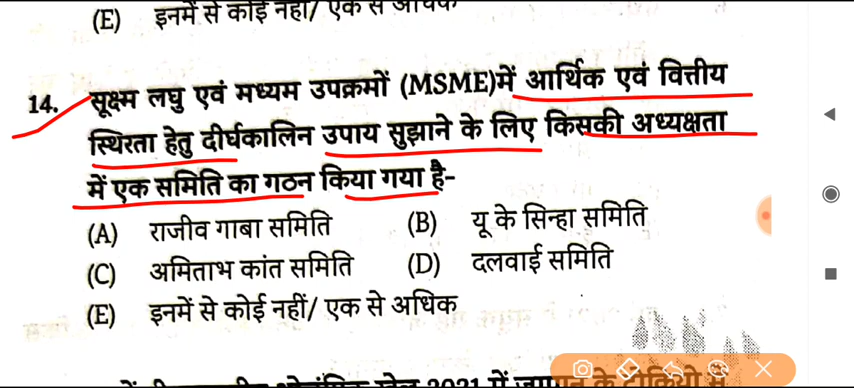 (E) इनमें से कोई नहीं/ एक से अधिक
14. सूक्ष्म लघु एवं मध्यम उपक्रमों (MSME)में आर्थिक एवं वित्तीय
स्थिरता हेतु दीर्घकालिन उपाय सुझाने के लिए किसकी अध्यक्षता
में एक समिति का गठन किया गया है-
(A) राजीव गाबा समिति (B) यू के सिन्हा समिति
(C) अमिताभ कांत समिति (D) दलवाई समिति
(E) इनमें से कोई नहीं/ एक से अधिक
2021 में